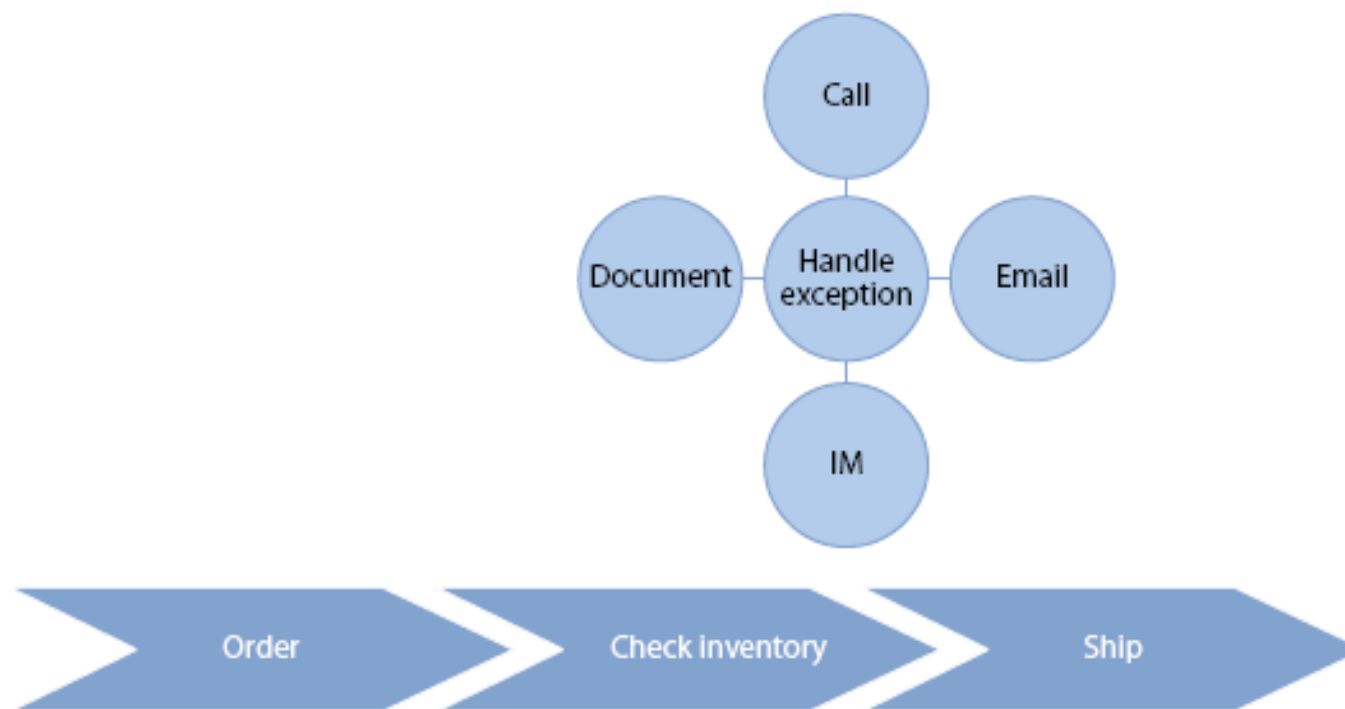 Call
Document
Handle
exception
Email
IM
Order
Check inventory
Ship